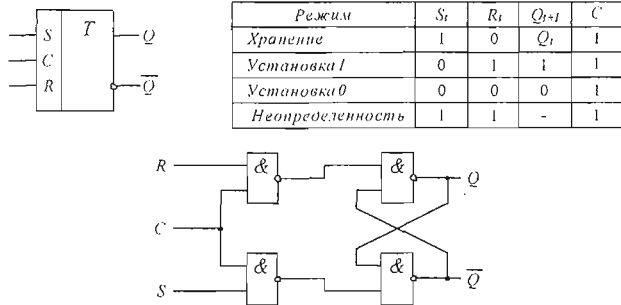 S T Q
C
R Q̅
Режим S_t R_t Q_{t+1} C
Хранение 1 0 Q_t 1
Установка 1 0 1 1 1
Установка 0 0 0 0 1
Неопределенность 1 1 - 1
R & & Q
C
S & & Q̅